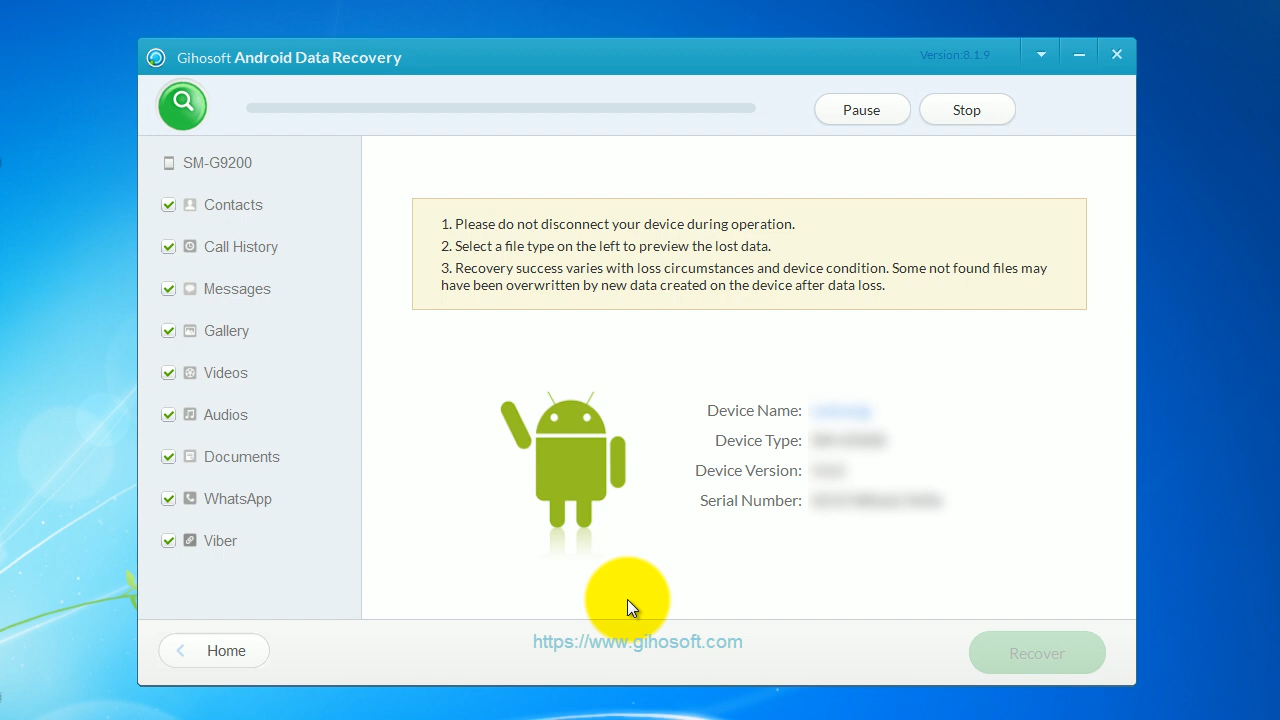 Gihosoft Android Data Recovery
Version:8.1.9
Pause
Stop
SM-G9200
Contacts
Call History
Messages
Gallery
Videos
Audios
Documents
WhatsApp
Viber
1. Please do not disconnect your device during operation.
2. Select a file type on the left to preview the lost data.
3. Recovery success varies with loss circumstances and device condition. Some not found files may
have been overwritten by new data created on the device after data loss.
Device Name:
Device Type:
Device Version:
Serial Number:
Home
https://www.gihosoft.com
Recover